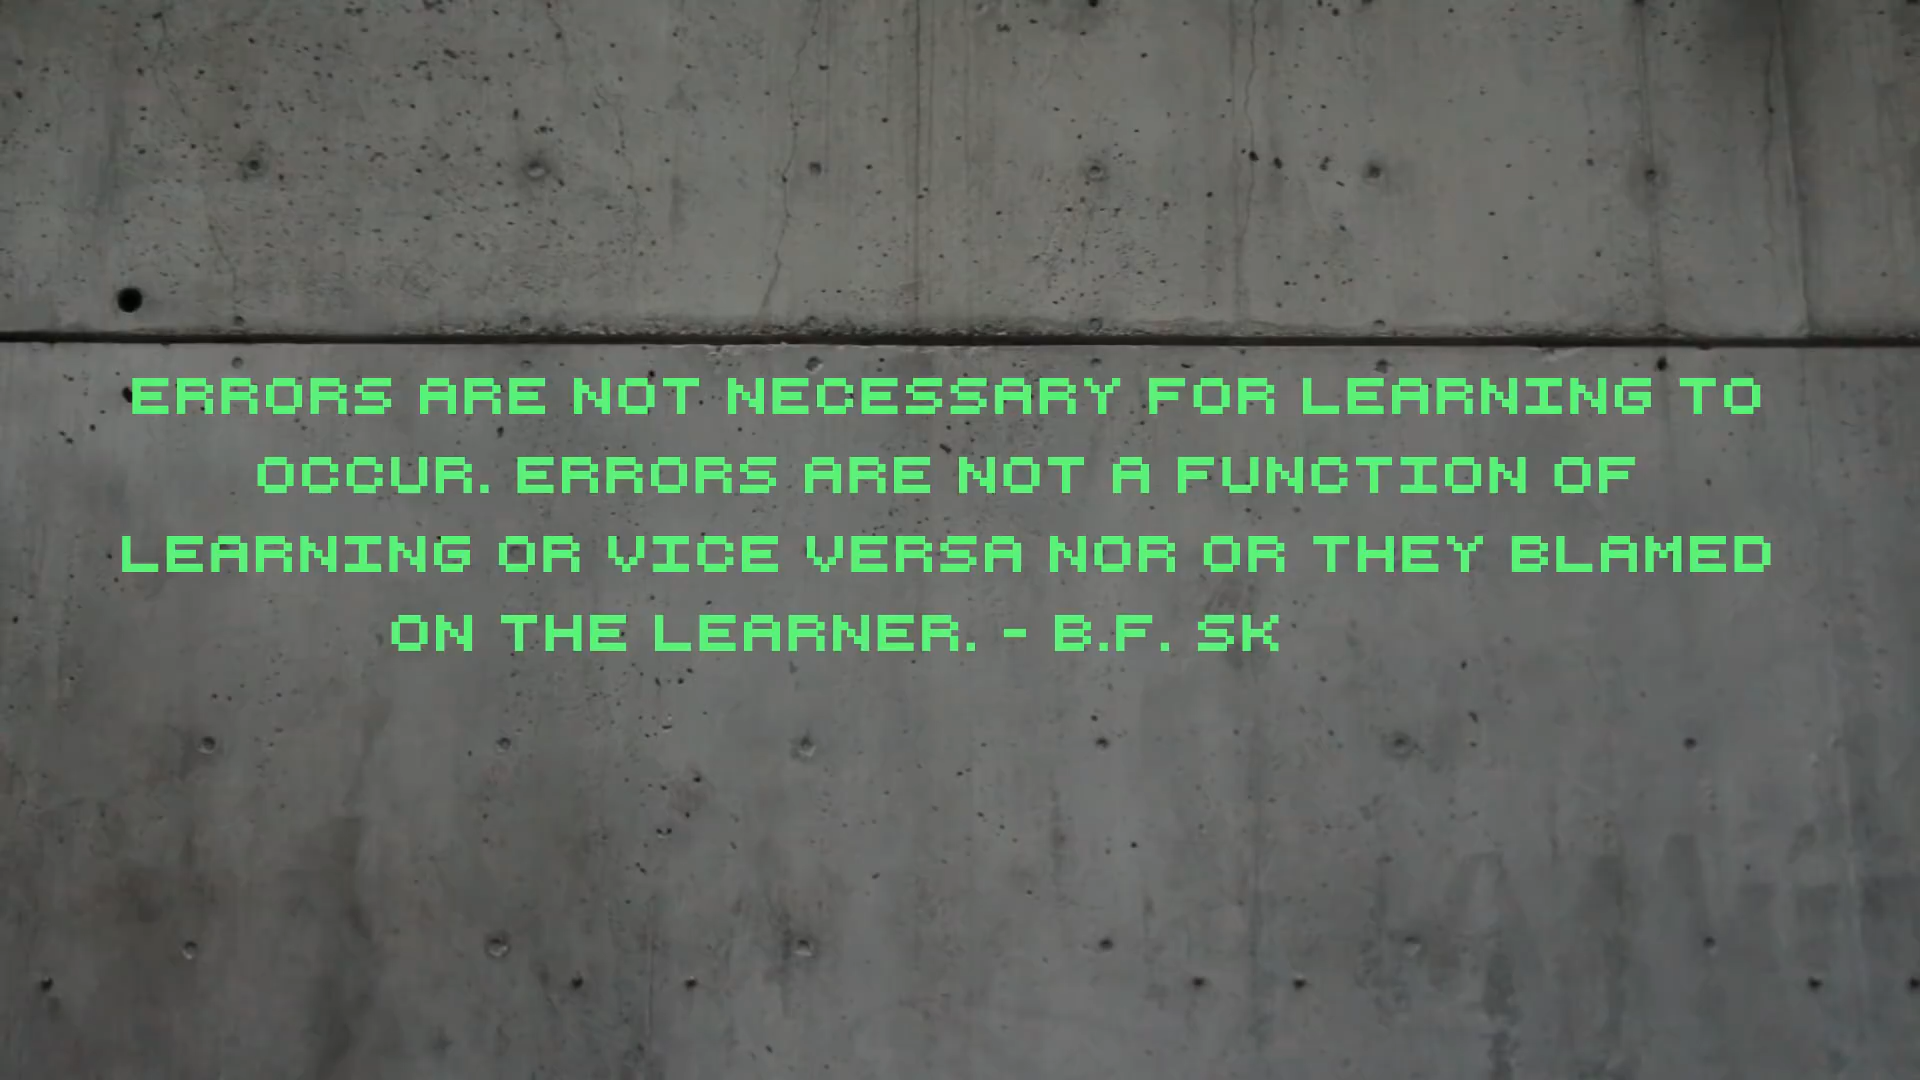 ERRORS ARE NOT NECESSARY FOR LEARNING TO
OCCUR. ERRORS ARE NOT A FUNCTION OF
LEARNING OR VICE VERSA NOR OR THEY BLAMED
ON THE LEARNER. - B.F. SK